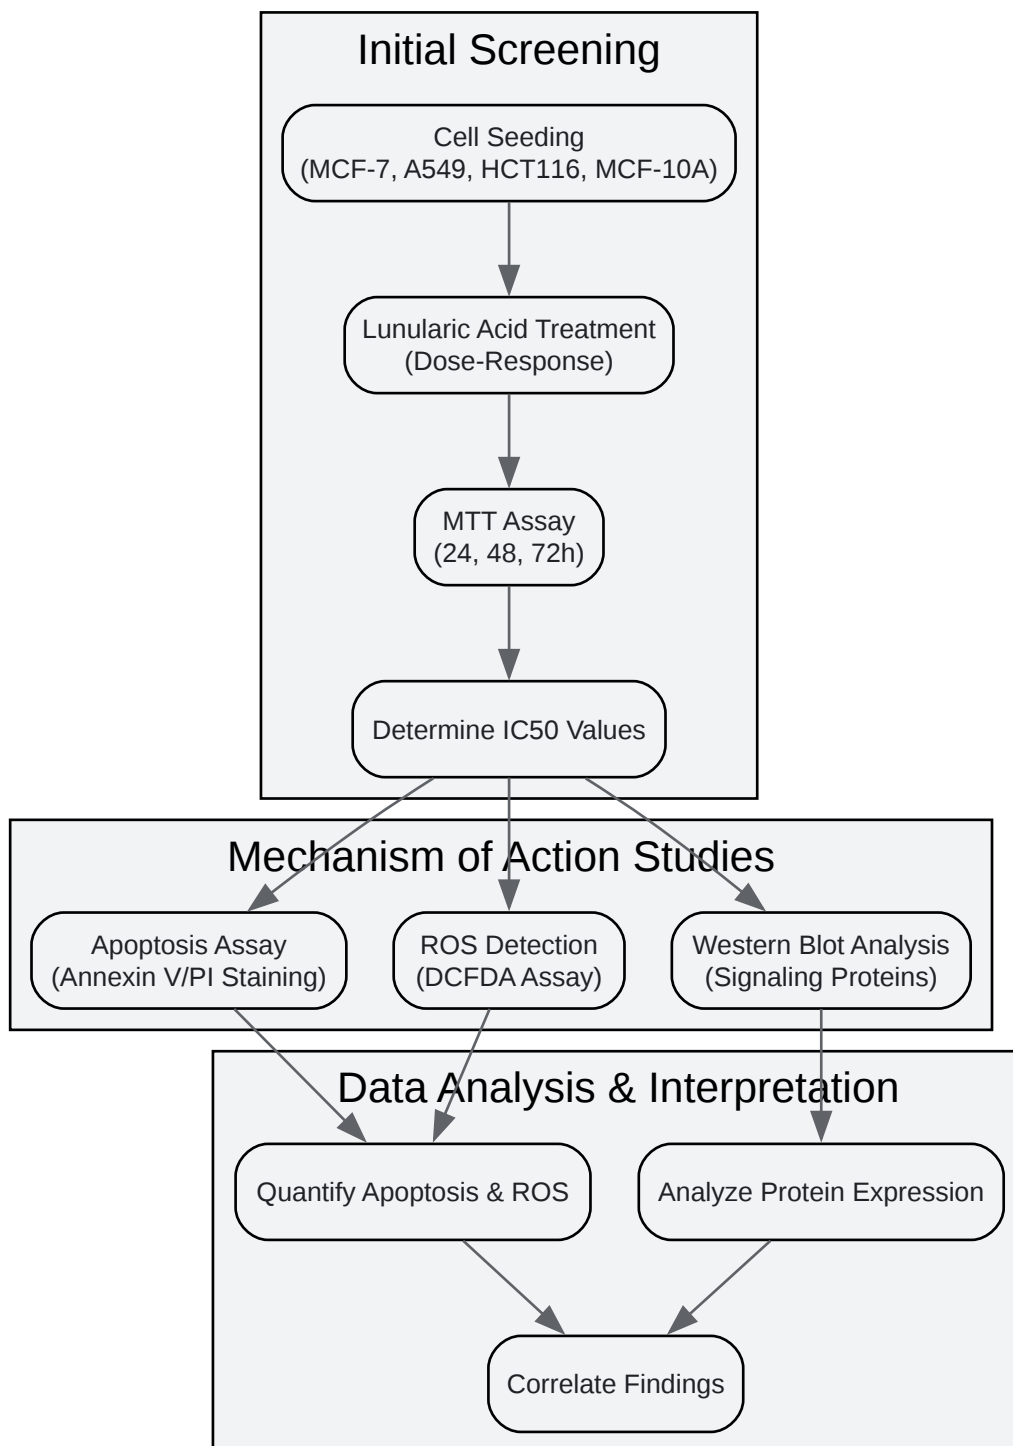 Initial Screening
Cell Seeding
(MCF-7, A549, HCT116, MCF-10A)
Lunularic Acid Treatment
(Dose-Response)
MTT Assay
(24, 48, 72h)
Determine IC50 Values
Mechanism of Action Studies
Apoptosis Assay
(Annexin V/PI Staining)
ROS Detection
(DCFDA Assay)
Western Blot Analysis
(Signaling Proteins)
Data Analysis & Interpretation
Quantify Apoptosis & ROS
Analyze Protein Expression
Correlate Findings